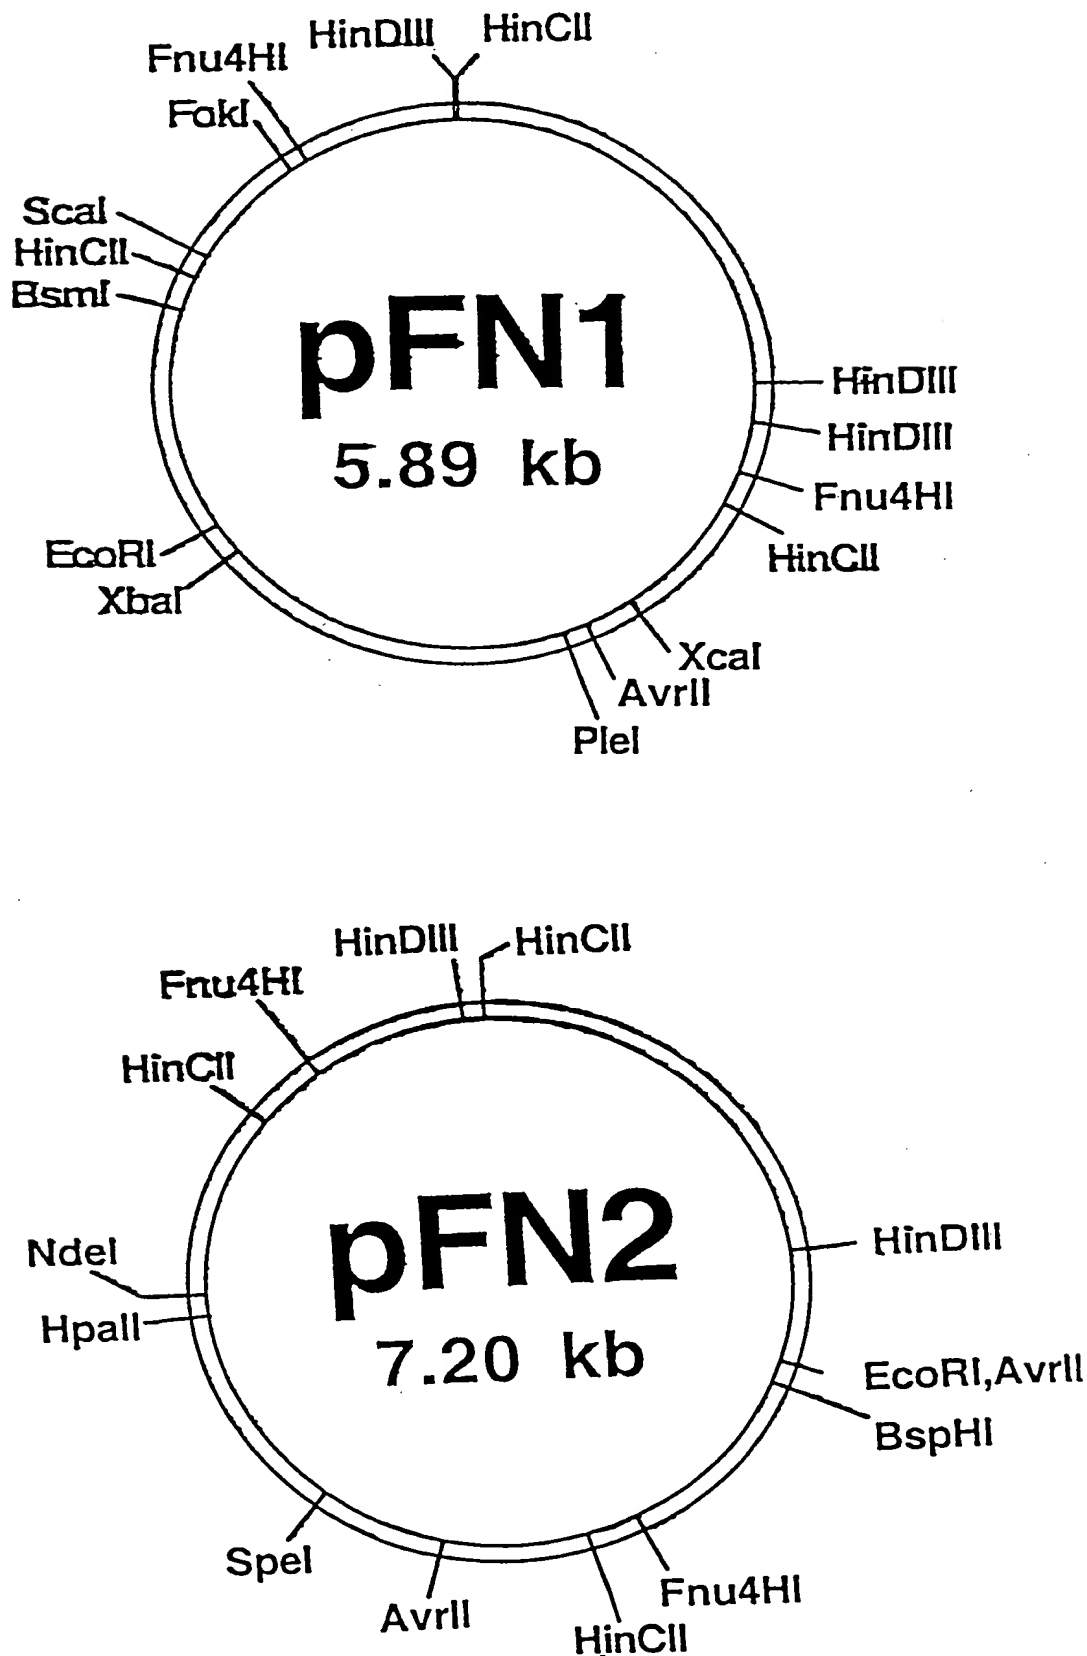 HinDIII HinCII
Fnu4HI
FokI
ScaI
HinCII
BsmI
pFN1
5.89 kb
HinDIII
HinDIII
Fnu4HI
HinCII
EcoRI
XbaI
XcaI
AvrII
PleI
HinDIII HinCII
Fnu4HI
HinCII
pFN2
7.20 kb
NdeI
HpaII
HinDIII
EcoRI,AvrII
BspHI
SpeI
AvrII
Fnu4HI
HinCII